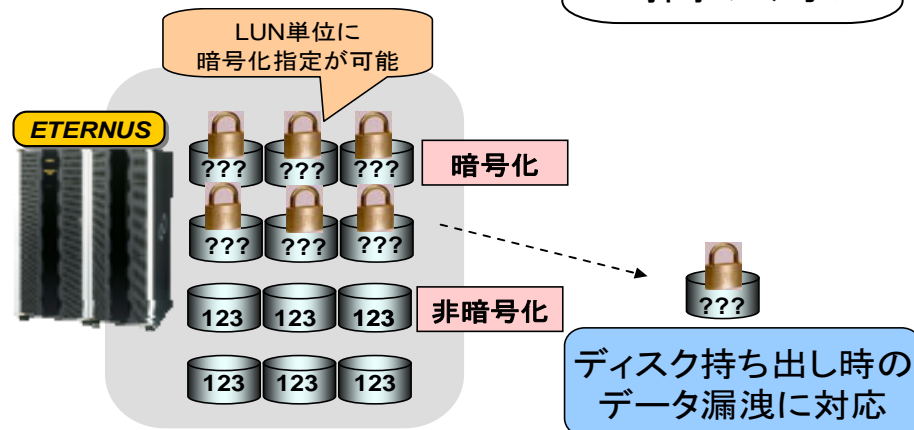 LUN単位に
暗号化指定が可能
ETERNUS
??? ??? ???
暗号化
??? ??? ???
???
123 123 123
非暗号化
123 123 123
ディスク持ち出し時の
データ漏洩に対応